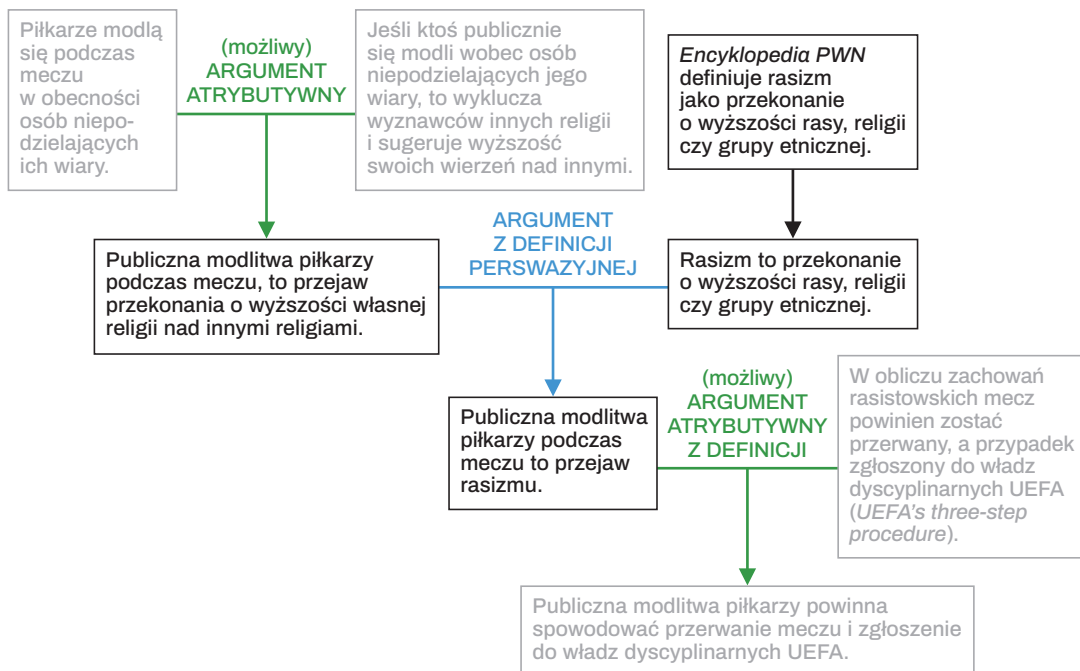 Piłkarze modlą
się podczas
meczu
w obecności
osób niepo-
dzielających
ich wiary.
(możliwy)
ARGUMENT
ATRYBUTYWNY
Jeśli ktoś publicznie
się modli wobec osób
niepodzielających jego
wiary, to wyklucza
wyznawców innych religii
i sugeruje wyższość
swoich wierzeń nad innymi.
Encyklopedia PWN
definiuje rasizm
jako przekonanie
o wyższości rasy, religii
czy grupy etnicznej.
Publiczna modlitwa piłkarzy
podczas meczu, to przejaw
przekonania o wyższości własnej
religii nad innymi religiami.
ARGUMENT
Z DEFINICJI
PERSWAZYJNEJ
Rasizm to przekonanie
o wyższości rasy, religii
czy grupy etnicznej.
Publiczna modlitwa
piłkarzy podczas
meczu to przejaw
rasizmu.
(możliwy)
ARGUMENT
ATRYBUTYWNY
Z DEFINICJI
W obliczu zachowań
rasistowskich mecz
powinien zostać
przerwany, a przypadek
zgłoszony do władz
dyscyplinarnych UEFA
(UEFA's three-step
procedure).
Publiczna modlitwa piłkarzy powinna
spowodować przerwanie meczu i zgłoszenie
do władz dyscyplinarnych UEFA.